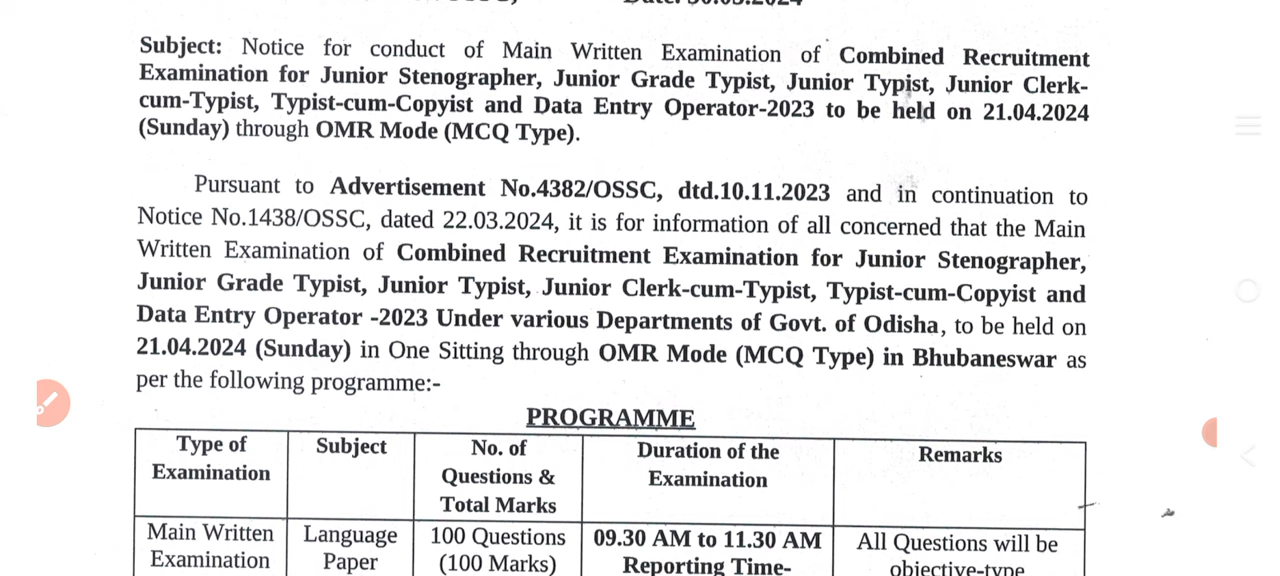 Subject: Notice for conduct of Main Written Examination of Combined Recruitment
Examination for Junior Stenographer, Junior Grade Typist, Junior Typist, Junior Clerk-
cum-Typist, Typist-cum-Copyist and Data Entry Operator-2023 to be held on 21.04.2024
(Sunday) through OMR Mode (MCQ Type).
Pursuant to Advertisement No.4382/OSSC, dtd.10.11.2023 and in continuation to
Notice No.1438/OSSC, dated 22.03.2024, it is for information of all concerned that the Main
Written Examination of Combined Recruitment Examination for Junior Stenographer,
Junior Grade Typist, Junior Typist, Junior Clerk-cum-Typist, Typist-cum-Copyist and
Data Entry Operator -2023 Under various Departments of Govt. of Odisha, to be held on
21.04.2024 (Sunday) in One Sitting through OMR Mode (MCQ Type) in Bhubaneswar as
per the following programme:-
PROGRAMME
Type of
Examination
Subject
No. of
Questions &
Total Marks
Duration of the
Examination
Remarks
Main Written
Examination
Language
Paper
100 Questions
(100 Marks)
09.30 AM to 11.30 AM
Reporting Time-
All Questions will be
objective-type